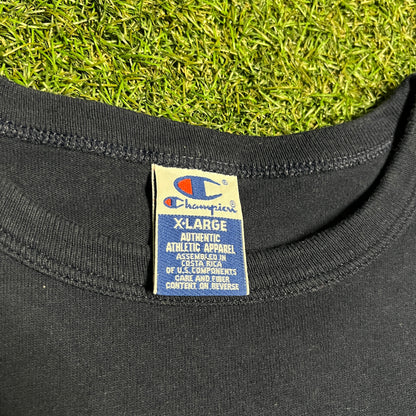 Champion
X-LARGE
AUTHENTIC
ATHLETIC APPAREL
ASSEMBLED IN
COSTA RICA
OF U.S. COMPONENTS
CARE AND FIBER
CONTENT ON REVERSE